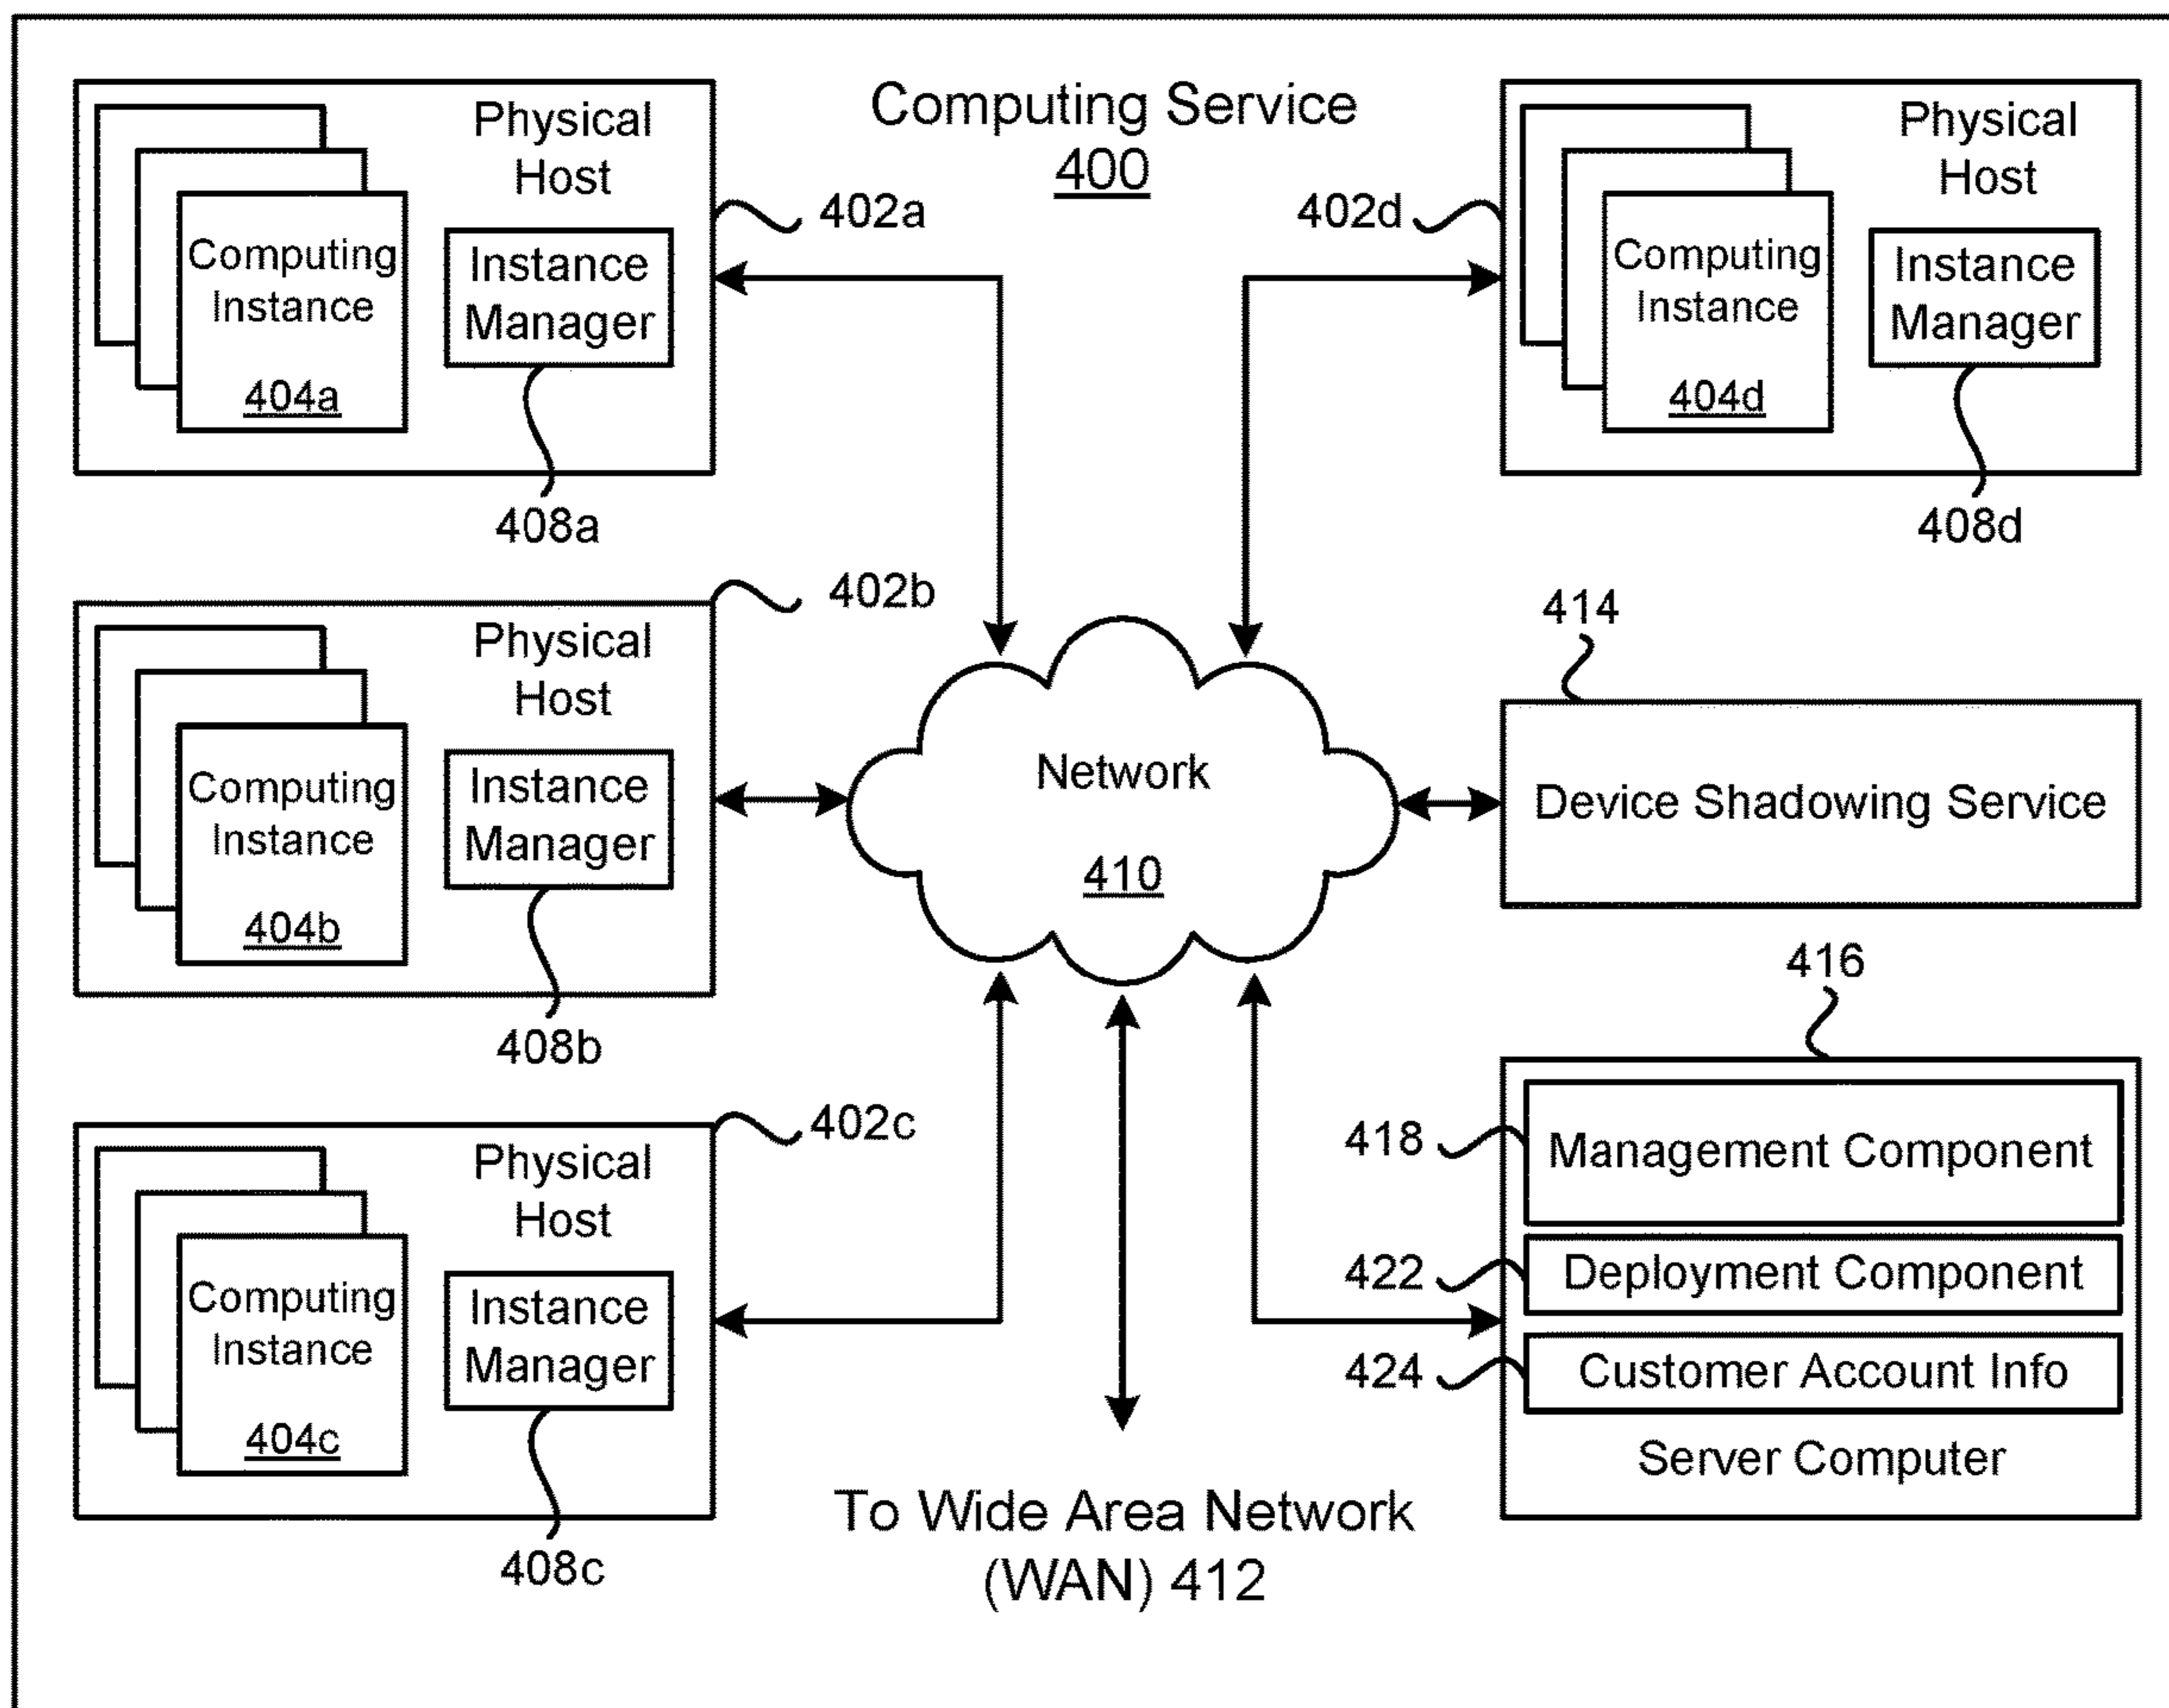 Computing Service
400
Physical
Host
402a
Computing
Instance
404a
Instance
Manager
408a
Physical
Host
402d
Computing
Instance
404d
Instance
Manager
408d
402b
Physical
Host
Computing
Instance
404b
Instance
Manager
408b
Network
410
414
Device Shadowing Service
402c
Physical
Host
Computing
Instance
404c
Instance
Manager
408c
416
418
Management Component
422
Deployment Component
424
Customer Account Info
Server Computer
To Wide Area Network
(WAN) 412